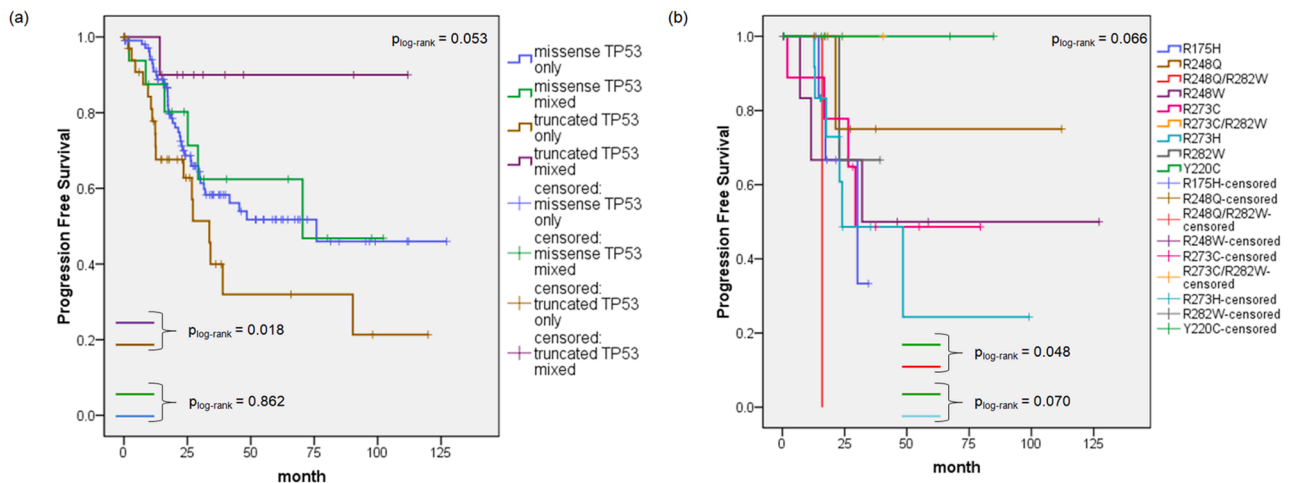 (a)
p log-rank = 0.053
1.0
0.8
0.6
0.4
0.2
0.0
Progression Free Survival
p log-rank = 0.018
p log-rank = 0.862
0
25
50
75
100
125
month
missense TP53
only
missense TP53
mixed
truncated TP53
only
truncated TP53
mixed
censored:
missense TP53
only
censored:
missense TP53
mixed
censored:
truncated TP53
only
censored:
truncated TP53
mixed
(b)
p log-rank = 0.066
1.0
0.8
0.6
0.4
0.2
0.0
Progression Free Survival
p log-rank = 0.048
p log-rank = 0.070
0
25
50
75
100
125
month
R175H
R248Q
R248Q/R282W
R248W
R273C
R273C/R282W
R273H
R282W
Y220C
R175H-censored
R248Q-censored
R248Q/R282W-
censored
R248W-censored
R273C-censored
R273C/R282W-
censored
R273H-censored
R282W-censored
Y220C-censored